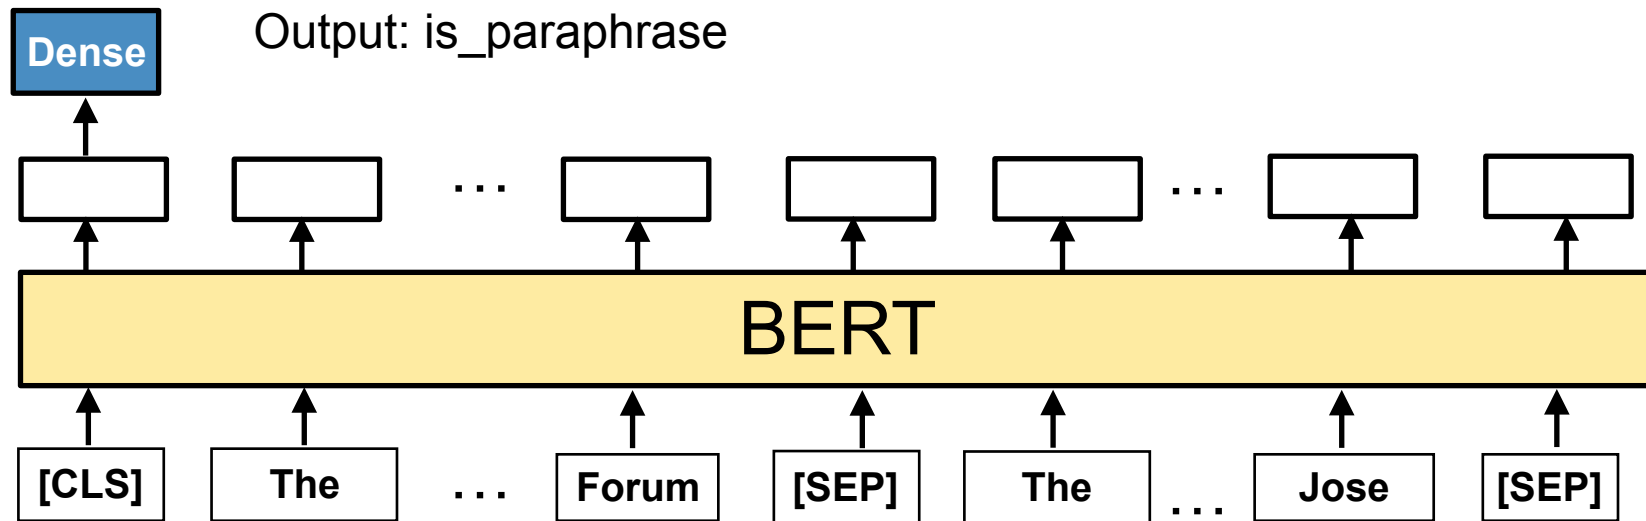 Output: is_paraphrase
Dense
... ...
BERT
[CLS] The ... Forum [SEP] The ... Jose [SEP]